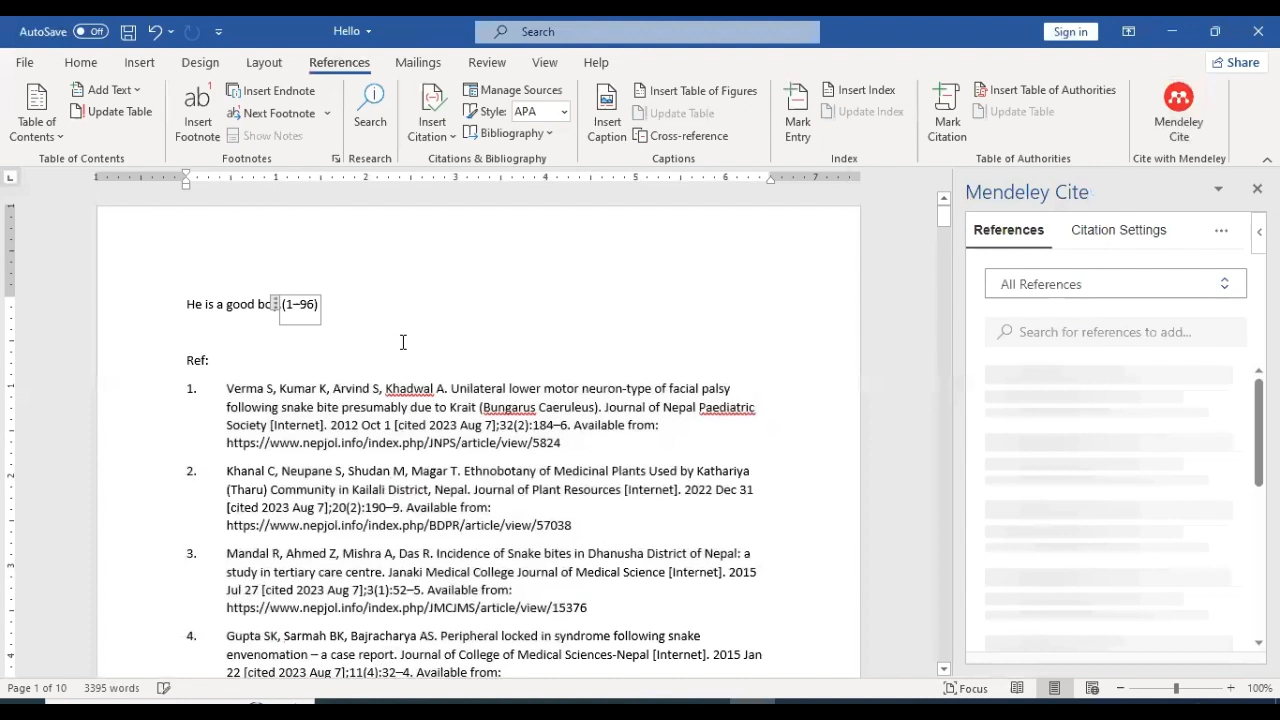 AutoSave Off Hello Search Sign in
File Home Insert Design Layout References Mailings Review View Help Share
Table of Contents
Add Text
Update Table
Table of Contents
Insert Footnote
Insert Endnote
Next Footnote
Show Notes
Footnotes
Search
Research
Insert Citation
Manage Sources
Style: APA
Bibliography
Citations & Bibliography
Insert Caption
Insert Table of Figures
Update Table
Cross-reference
Captions
Mark Entry
Insert Index
Update Index
Index
Mark Citation
Insert Table of Authorities
Update Table
Table of Authorities
Mendeley Cite
Cite with Mendeley
1 1 2 3 4 5 6 7
He is a good (1–96)
Ref:
1. Verma S, Kumar K, Arvind S, Khadwal A. Unilateral lower motor neuron-type of facial palsy
following snake bite presumably due to Krait (Bungarus Caeruleus). Journal of Nepal Paediatric
Society [Internet]. 2012 Oct 1 [cited 2023 Aug 7];32(2):184–6. Available from:
https://www.nepjol.info/index.php/JNPS/article/view/5824
2. Khanal C, Neupane S, Shudan M, Magar T. Ethnobotany of Medicinal Plants Used by Kathariya
(Tharu) Community in Kailali District, Nepal. Journal of Plant Resources [Internet]. 2022 Dec 31
[cited 2023 Aug 7];20(2):190–9. Available from:
https://www.nepjol.info/index.php/BDPR/article/view/57038
3. Mandal R, Ahmed Z, Mishra A, Das R. Incidence of Snake bites in Dhanusha District of Nepal: a
study in tertiary care centre. Janaki Medical College Journal of Medical Science [Internet]. 2015
Jul 27 [cited 2023 Aug 7];3(1):52–5. Available from:
https://www.nepjol.info/index.php/JMCJMS/article/view/15376
4. Gupta SK, Sarmah BK, Bajracharya AS. Peripheral locked in syndrome following snake
envenomation – a case report. Journal of College of Medical Sciences-Nepal [Internet]. 2015 Jan
22 [cited 2023 Aug 7];11(4):32–4. Available from:
Mendeley Cite
References Citation Settings
All References
Search for references to add...
Page 1 of 10 3395 words Focus 100%